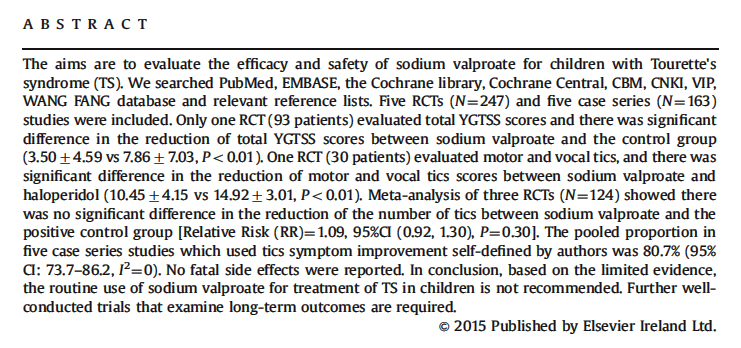 A B S T R A C T
The aims are to evaluate the efficacy and safety of sodium valproate for children with Tourette's
syndrome (TS). We searched PubMed, EMBASE, the Cochrane library, Cochrane Central, CBM, CNKI, VIP,
WANG FANG database and relevant reference lists. Five RCTs (N=247) and five case series (N=163)
studies were included. Only one RCT (93 patients) evaluated total YGTSS scores and there was significant
difference in the reduction of total YGTSS scores between sodium valproate and the control group
(3.50±4.59 vs 7.86±7.03, P<0.01). One RCT (30 patients) evaluated motor and vocal tics, and there was
significant difference in the reduction of motor and vocal tics scores between sodium valproate and
haloperidol (10.45±4.15 vs 14.92±3.01, P<0.01). Meta-analysis of three RCTs (N=124) showed there
was no significant difference in the reduction of the number of tics between sodium valproate and the
positive control group [Relative Risk (RR)=1.09, 95%CI (0.92, 1.30), P=0.30]. The pooled proportion in
five case series studies which used tics symptom improvement self-defined by authors was 80.7% (95%
CI: 73.7–86.2, I²=0). No fatal side effects were reported. In conclusion, based on the limited evidence,
the routine use of sodium valproate for treatment of TS in children is not recommended. Further well-
conducted trials that examine long-term outcomes are required.
© 2015 Published by Elsevier Ireland Ltd.